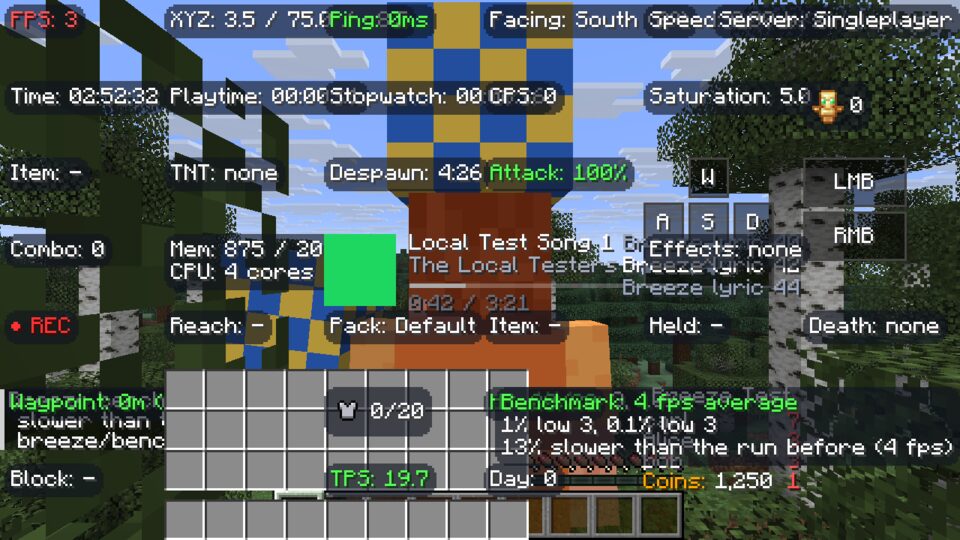 FPS: 3
XYZ: 3.5 / 75.0
Ping: 0ms
Facing: South
Speed
Server: Singleplayer
Time: 02:52:32
Playtime: 00:00
Stopwatch: 00:
CPS: 0
Saturation: 5.0
0
Item: -
TNT: none
Despawn: 4:26
Attack: 100%
W
LMB
A S D
RMB
Combo: 0
Mem: 875 / 20
CPU: 4 cores
Local Test Song 1
The Local Testers
0:42 / 3:21
Effects: none
Breeze lyric 42
Breeze lyric 44
REC
Reach: -
Pack: Default
Item: -
Held: -
Death: none
Waypoint: 0m
slower than
breeze/benc
0/20
Benchmark: 4 fps average
1% low 3, 0.1% low 3
13% slower than the run before (4 fps)
Block: -
TPS: 19.7
Day: 0
Coins: 1,250
1